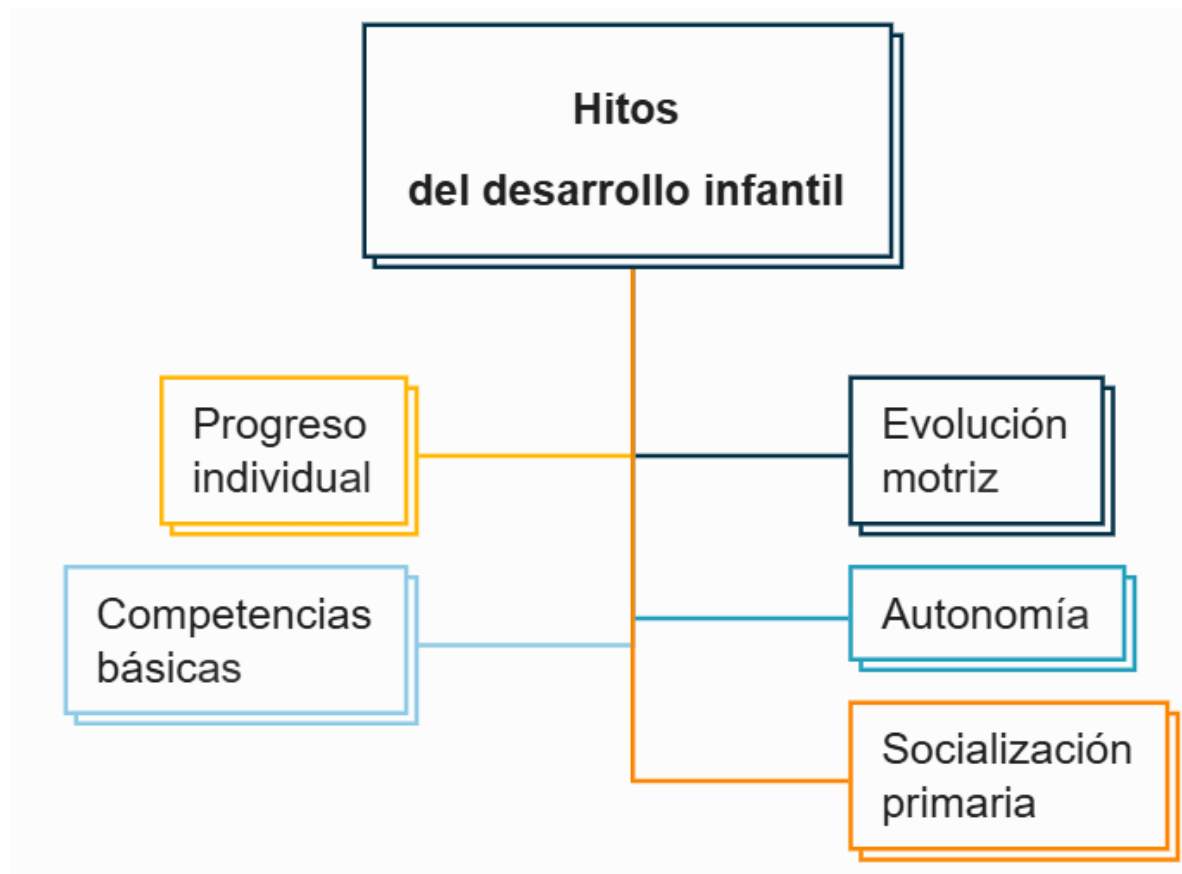 Hitos
del desarrollo infantil
Progreso
individual
Competencias
básicas
Evolución
motriz
Autonomía
Socialización
primaria